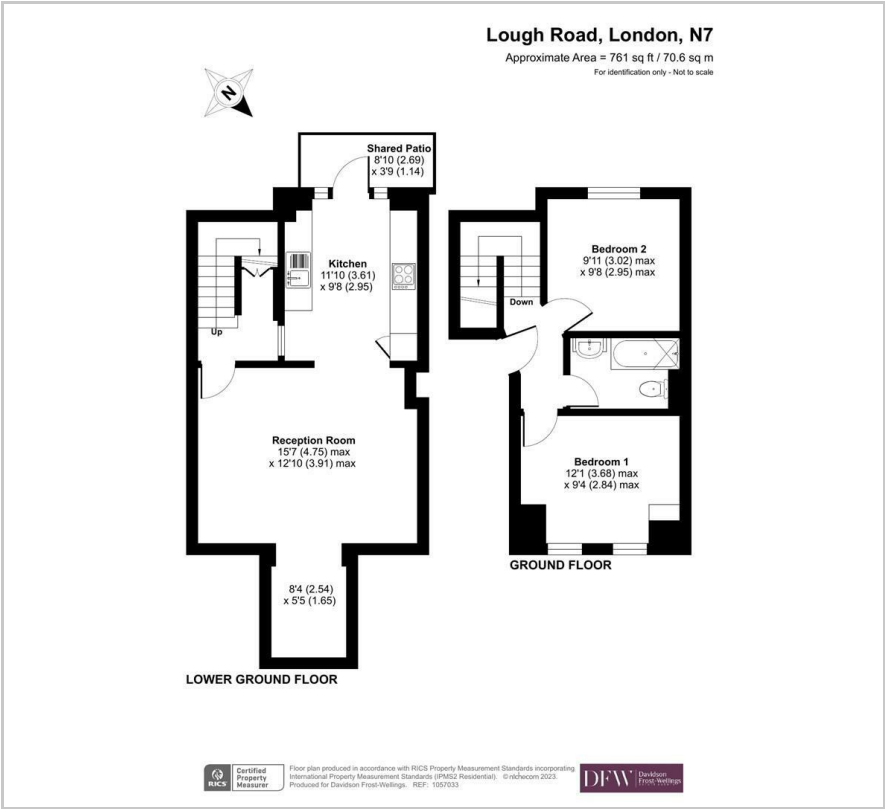 Lough Road, London, N7
Approximate Area = 761 sq ft / 70.6 sq m
For identification only - Not to scale
N
Shared Patio
8'10 (2.69)
x 3'9 (1.14)
Kitchen
11'10 (3.61)
x 9'8 (2.95)
Up
Reception Room
15'7 (4.75) max
x 12'10 (3.91) max
8'4 (2.54)
x 5'5 (1.65)
LOWER GROUND FLOOR
Bedroom 2
9'11 (3.02) max
x 9'8 (2.95) max
Down
Bedroom 1
12'1 (3.68) max
x 9'4 (2.84) max
GROUND FLOOR
RICS
Certified
Property
Measurer
Floor plan produced in accordance with RICS Property Measurement Standards incorporating
International Property Measurement Standards (IPMS2 Residential). © nichecom 2023.
Produced for Davidson Frost-Wellings. REF: 1057033
DFW
Davidson
Frost-Wellings